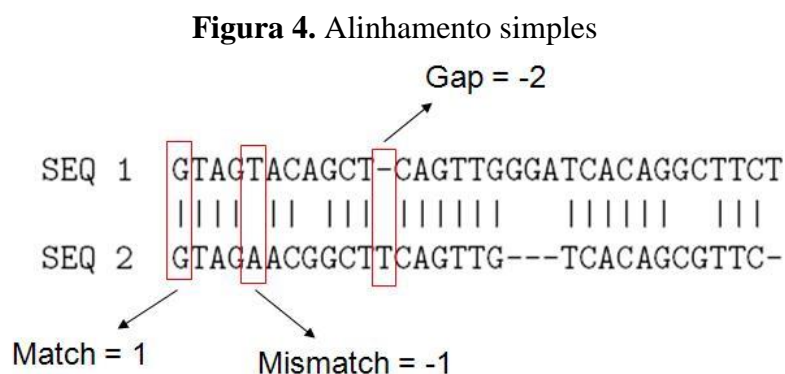 Figura 4. Alinhamento simples
Gap = -2
SEQ 1 GTAGTACAGCT-CAGTTGGGATCACAGGCTTCT
|||| || ||| |||||| |||||| |||
SEQ 2 GTAGAACGGCTTCAGTTG---TCACAGCGTTC-
Match = 1
Mismatch = -1